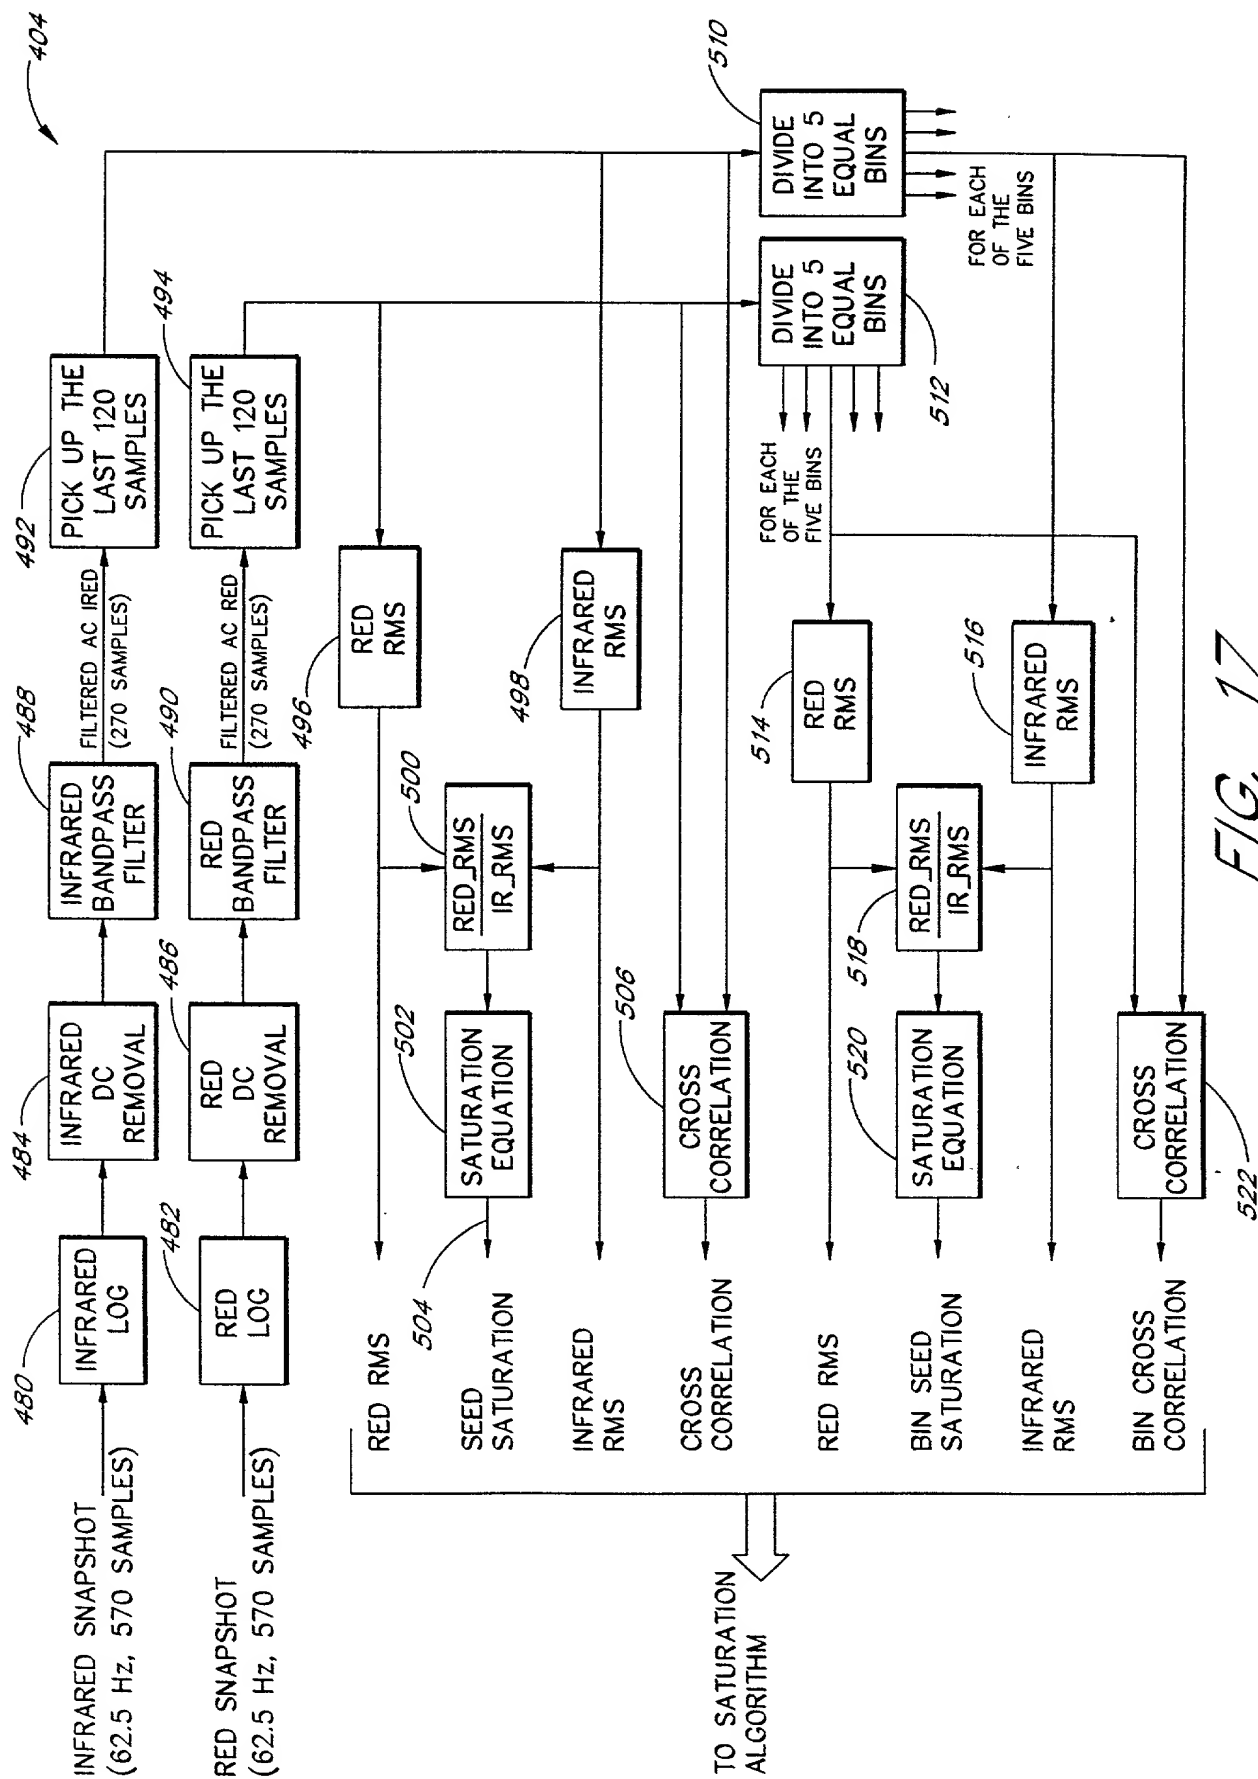 404
INFRARED SNAPSHOT
(62.5 Hz, 570 SAMPLES)
480
INFRARED
LOG
484
INFRARED
DC
REMOVAL
488
INFRARED
BANDPASS
FILTER
FILTERED AC IRED
(270 SAMPLES)
492
PICK UP THE
LAST 120
SAMPLES
RED SNAPSHOT
(62.5 Hz, 570 SAMPLES)
482
RED
LOG
486
RED
DC
REMOVAL
490
RED
BANDPASS
FILTER
FILTERED AC RED
(270 SAMPLES)
494
PICK UP THE
LAST 120
SAMPLES
RED RMS
496
RED
RMS
SEED
SATURATION
504
502
SATURATION
EQUATION
500
RED_RMS
IR_RMS
INFRARED
RMS
498
INFRARED
RMS
CROSS
CORRELATION
506
CROSS
CORRELATION
510
DIVIDE
INTO 5
EQUAL
BINS
FOR EACH
OF THE
FIVE BINS
512
DIVIDE
INTO 5
EQUAL
BINS
FOR EACH
OF THE
FIVE BINS
RED RMS
514
RED
RMS
BIN SEED
SATURATION
520
SATURATION
EQUATION
518
RED_RMS
IR_RMS
INFRARED
RMS
516
INFRARED
RMS
BIN CROSS
CORRELATION
522
CROSS
CORRELATION
TO SATURATION
ALGORITHM
FIG. 17